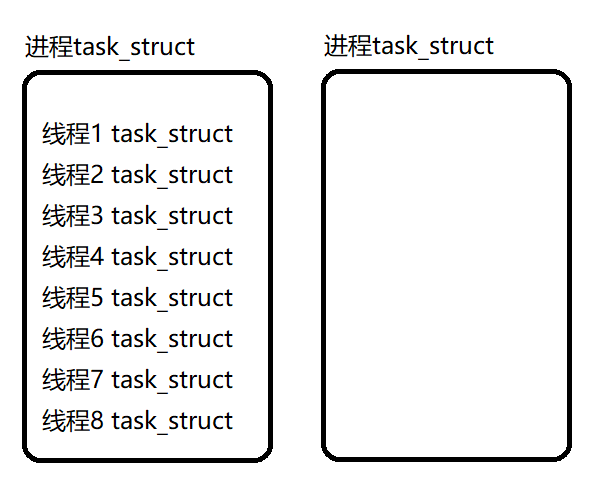 进程task_struct
线程1 task_struct
线程2 task_struct
线程3 task_struct
线程4 task_struct
线程5 task_struct
线程6 task_struct
线程7 task_struct
线程8 task_struct
进程task_struct